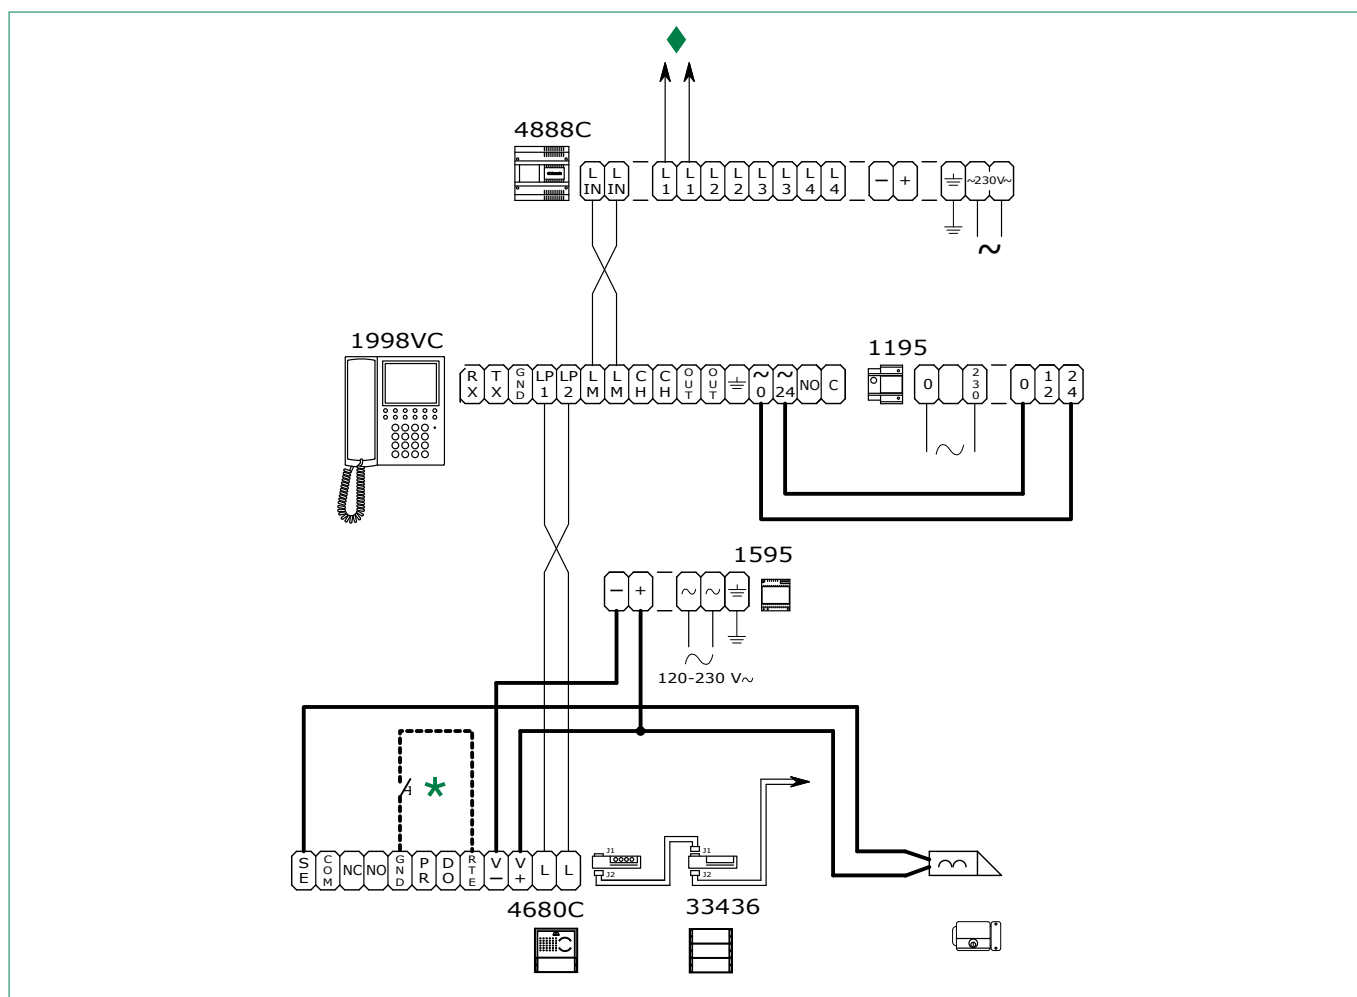 4888C
L IN L IN L 1 L 1 L 2 L 2 L 3 L 3 L 4 L 4 − + ~230V~
~
1998VC
RX TX GND LP 1 LP 2 L M L M C H C H OUT OUT ~ 0 ~ 24 NO C
1195
0 230 0 12 24
1595
− + ~ ~
120-230 V~
*
SE COM NC NO GND PR DO RTE V − V + L L
J1
J2
J1
J2
4680C
33436